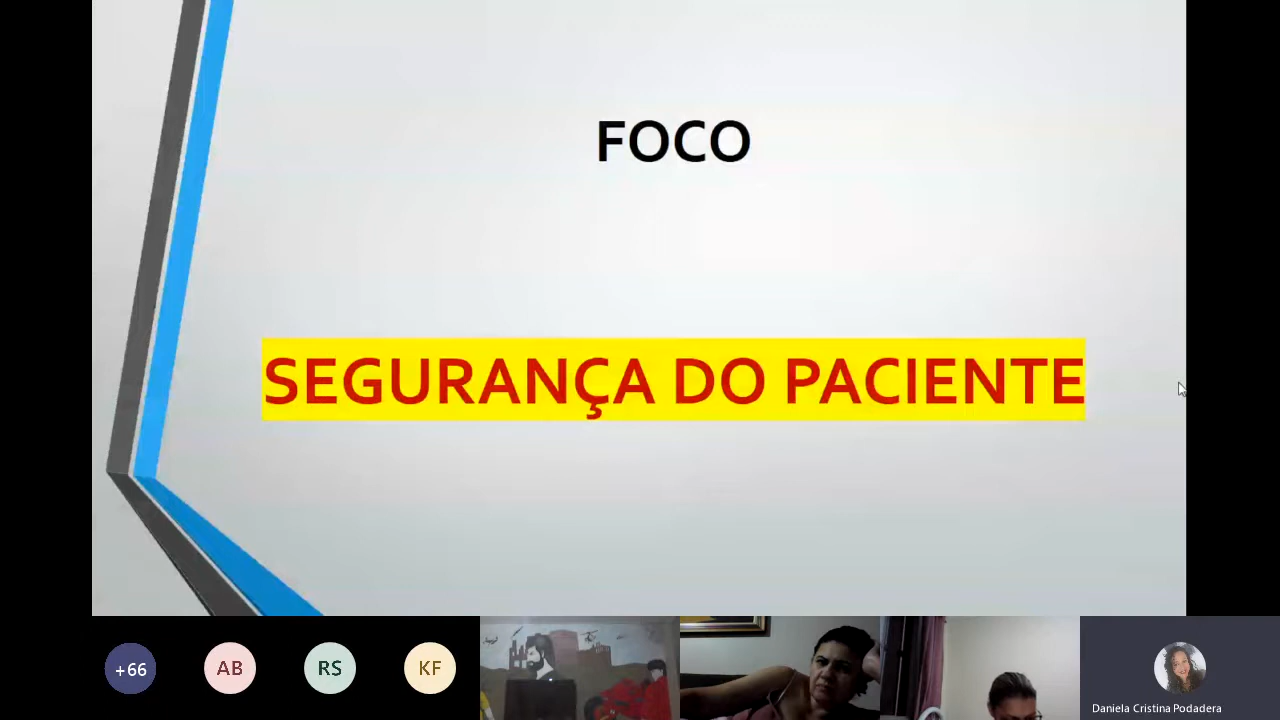 FOCO
SEGURANÇA DO PACIENTE
+66
AB
RS
KF
Daniela Cristina Podadera